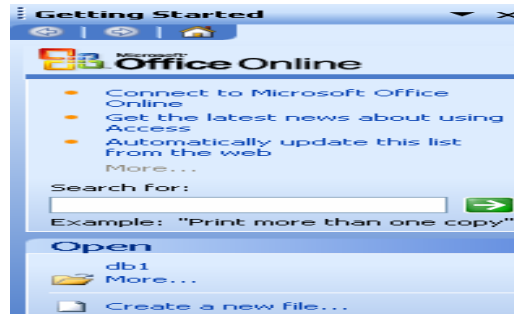 Getting Started
Microsoft
Office Online
Connect to Microsoft Office
Online
Get the latest news about using
Access
Automatically update this list
from the web
More...
Search for:
Example: "Print more than one copy"
Open
db1
More...
Create a new file...